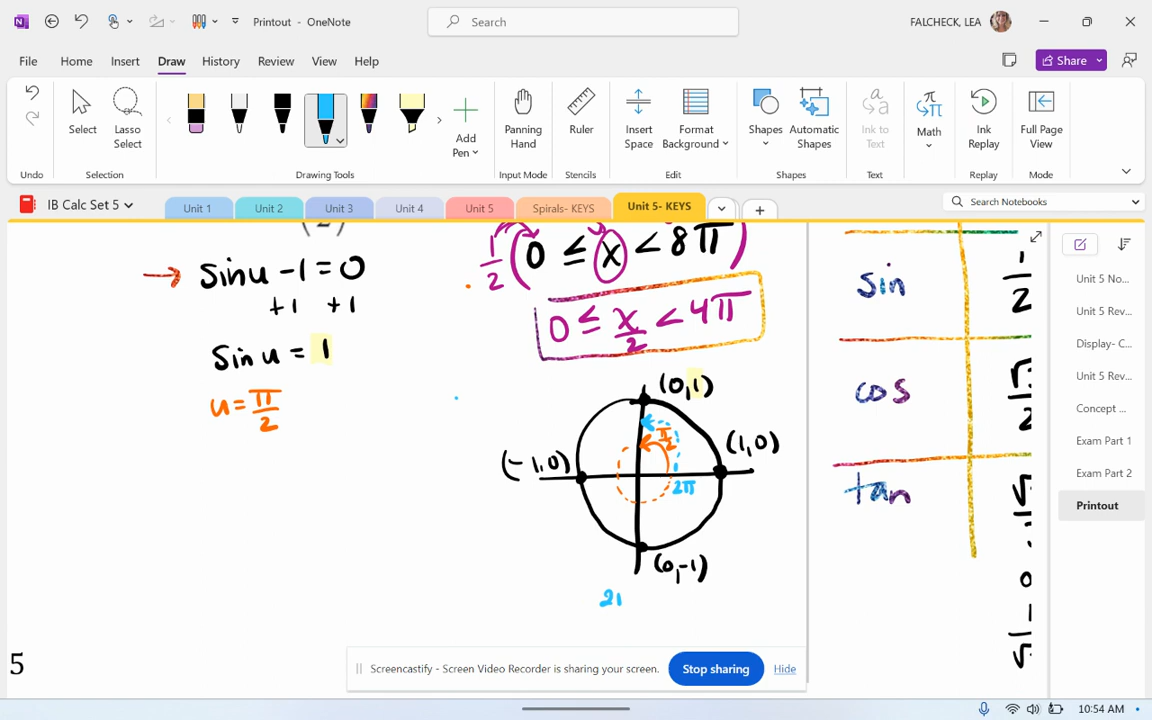 Printout - OneNote
Search
FALCHECK, LEA
File Home Insert Draw History Review View Help
Share
Undo
Select
Lasso Select
Add Pen
Panning Hand
Ruler
Insert Space
Format Background
Shapes
Automatic Shapes
Ink to Text
Math
Ink Replay
Full Page View
Undo Selection Drawing Tools Input Mode Stencils Edit Shapes Text Replay Mode
IB Calc Set 5
Unit 1 Unit 2 Unit 3 Unit 4 Unit 5 Spirals- KEYS Unit 5- KEYS
Search Notebooks
Unit 5 No...
Unit 5 Rev...
Display- C...
Unit 5 Rev...
Concept ...
Exam Part 1
Exam Part 2
Printout
(2)
→ sin u - 1 = 0
+1 +1
sin u = 1
u = π/2
1/2 (0 ≤ x < 8π)
0 ≤ x/2 < 4π
(0,1)
π/2
(-1,0)
(1,0)
2π
(0,-1)
sin
cos
tan
5
Screencastify - Screen Video Recorder is sharing your screen.
Stop sharing
Hide
10:54 AM